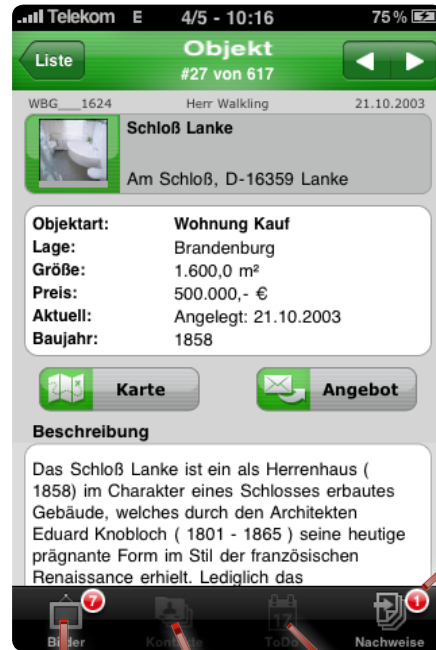 Telekom E 4/5 - 10:16 75 %
Liste
Objekt
#27 von 617
WBG___1624 Herr Walkling 21.10.2003
Schloß Lanke
Am Schloß, D-16359 Lanke
Objektart: Wohnung Kauf
Lage: Brandenburg
Größe: 1.600,0 m²
Preis: 500.000,- €
Aktuell: Angelegt: 21.10.2003
Baujahr: 1858
Karte
Angebot
Beschreibung
Das Schloß Lanke ist ein als Herrenhaus (
1858) im Charakter eines Schlosses erbautes
Gebäude, welches durch den Architekten
Eduard Knobloch ( 1801 - 1865 ) seine heutige
prägnante Form im Stil der französischen
Renaissance erhielt. Lediglich das
7
17
1
Bilder Kontakte ToDo Nachweise